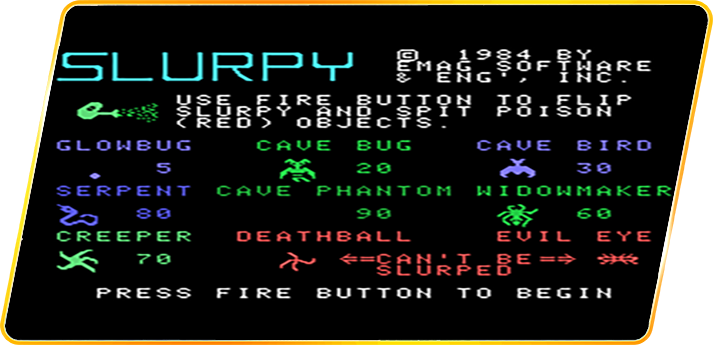 SLURPY
© 1984 BY
EMAG SOFTWARE
& ENG', INC.
USE FIRE BUTTON TO FLIP
SLURPY AND SPIT POISON
(RED) OBJECTS.
GLOWBUG CAVE BUG CAVE BIRD
5 20 30
SERPENT CAVE PHANTOM WIDOWMAKER
80 90 60
CREEPER DEATHBALL EVIL EYE
70 ⇐CAN'T BE⇒
SLURPED
PRESS FIRE BUTTON TO BEGIN